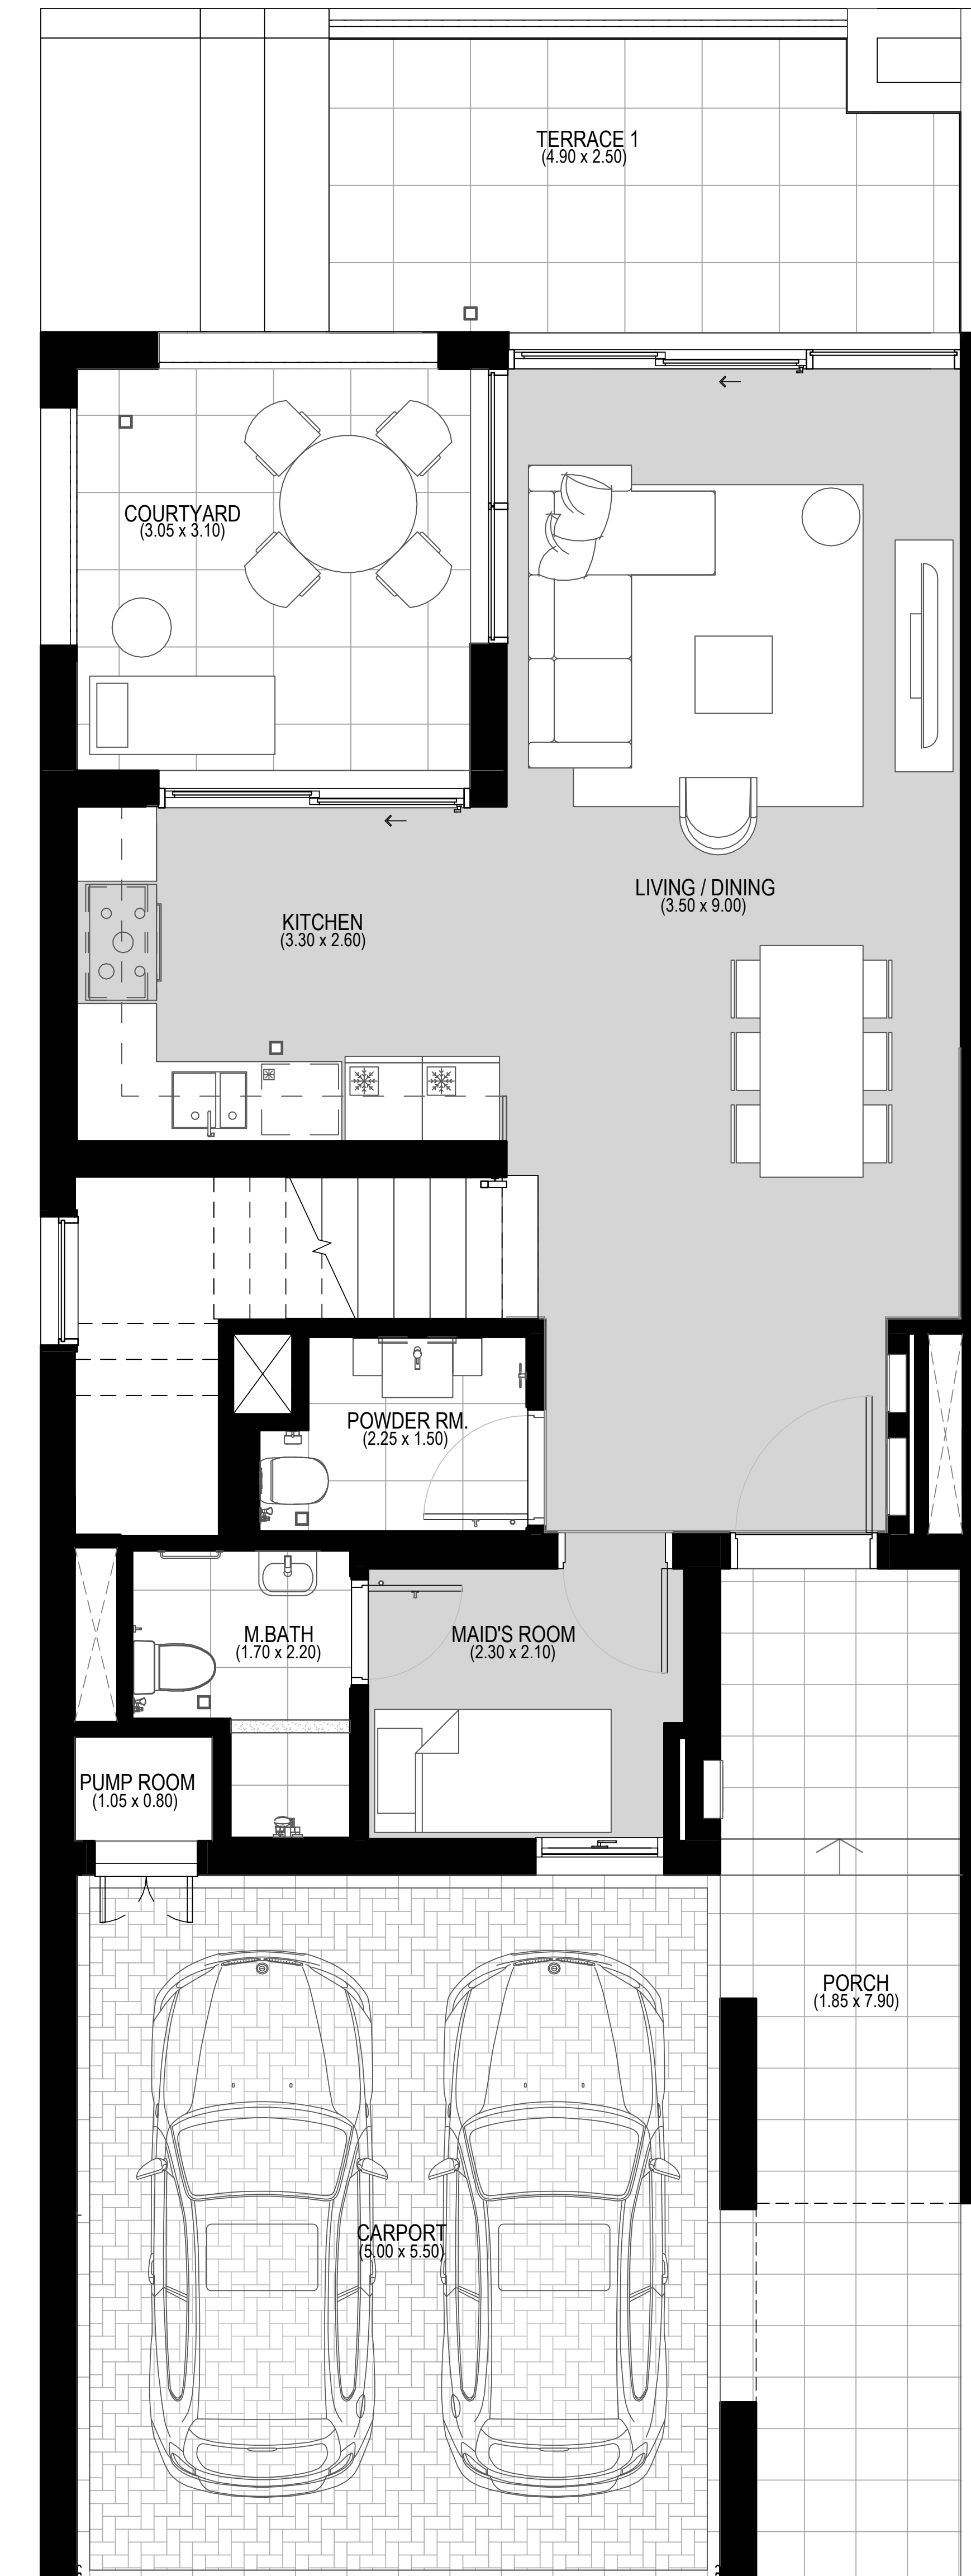 TERRACE 1
(4.90 x 2.50)
COURTYARD
(3.05 x 3.10)
LIVING / DINING
(3.50 x 9.00)
KITCHEN
(3.30 x 2.60)
POWDER RM.
(2.25 x 1.50)
M.BATH
(1.70 x 2.20)
MAID'S ROOM
(2.30 x 2.10)
PUMP ROOM
(1.05 x 0.80)
PORCH
(1.85 x 7.90)
CARPORT
(5.00 x 5.50)